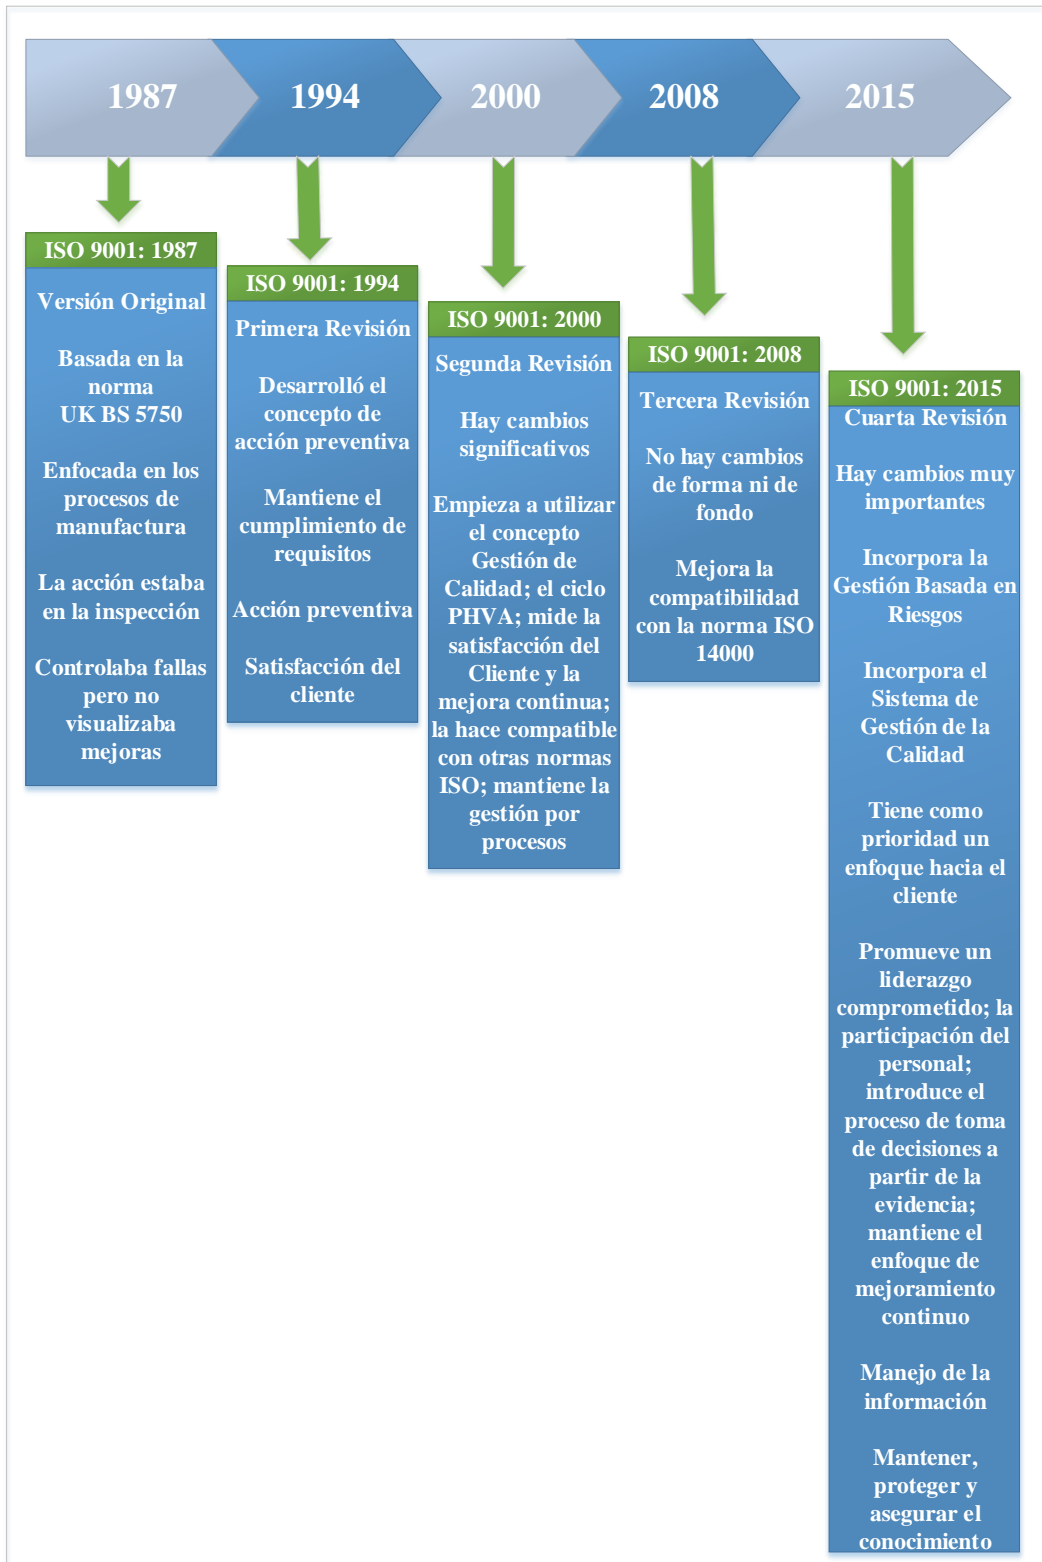 1987
1994
2000
2008
2015
ISO 9001: 1987
Versión Original
Basada en la
norma
UK BS 5750
Enfocada en los
procesos de
manufactura
La acción estaba
en la inspección
Controlaba fallas
pero no
visualizaba
mejoras
ISO 9001: 1994
Primera Revisión
Desarrolló el
concepto de
acción preventiva
Mantiene el
cumplimiento de
requisitos
Acción preventiva
Satisfacción del
cliente
ISO 9001: 2000
Segunda Revisión
Hay cambios
significativos
Empieza a utilizar
el concepto
Gestión de
Calidad; el ciclo
PHVA; mide la
satisfacción del
Cliente y la
mejora continua;
la hace compatible
con otras normas
ISO; mantiene la
gestión por
procesos
ISO 9001: 2008
Tercera Revisión
No hay cambios
de forma ni de
fondo
Mejora la
compatibilidad
con la norma ISO
14000
ISO 9001: 2015
Cuarta Revisión
Hay cambios muy
importantes
Incorpora la
Gestión Basada en
Riesgos
Incorpora el
Sistema de
Gestión de la
Calidad
Tiene como
prioridad un
enfoque hacia el
cliente
Promueve un
liderazgo
comprometido; la
participación del
personal;
introduce el
proceso de toma
de decisiones a
partir de la
evidencia;
mantiene el
enfoque de
mejoramiento
continuo
Manejo de la
información
Mantener,
proteger y
asegurar el
conocimiento